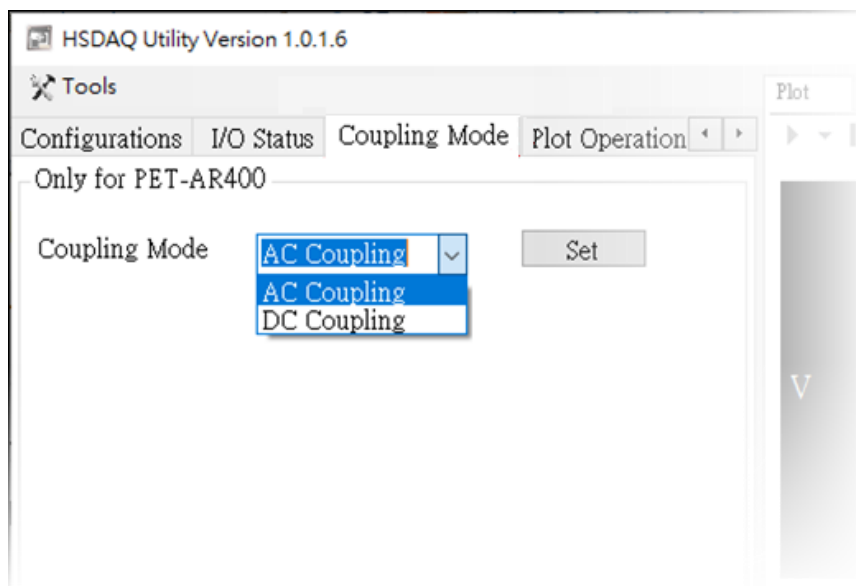 HSDAQ Utility Version 1.0.1.6
Tools
Plot
Configurations I/O Status Coupling Mode Plot Operation
Only for PET-AR400
Coupling Mode AC Coupling Set
AC Coupling
DC Coupling
V